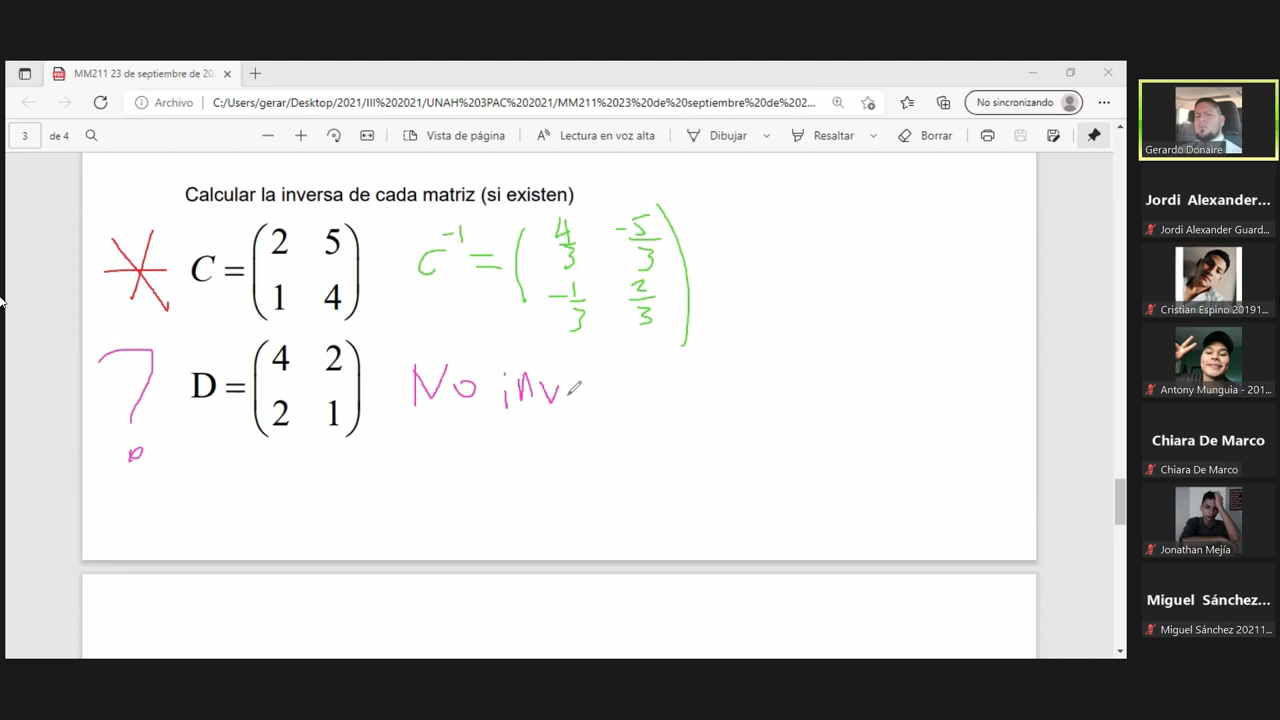 MM211 23 de septiembre de 20
Archivo C:/Users/gerar/Desktop/2021/III%202021/UNAH%203PAC%202021/MM211%2023%20de%20septiembre%20de%202... No sincronizando
3 de 4 Vista de página Lectura en voz alta Dibujar Resaltar Borrar
Calcular la inversa de cada matriz (si existen)
C = (2 5
1 4)
C⁻¹ = (4/3 -5/3
-1/3 2/3)
?
D = (4 2
2 1)
No inv
Gerardo Donaire
Jordi Alexander...
Jordi Alexander Guard...
Cristian Espino 20191...
Antony Munguia - 201...
Chiara De Marco
Chiara De Marco
Jonathan Mejía
Miguel Sánchez...
Miguel Sánchez 20211...